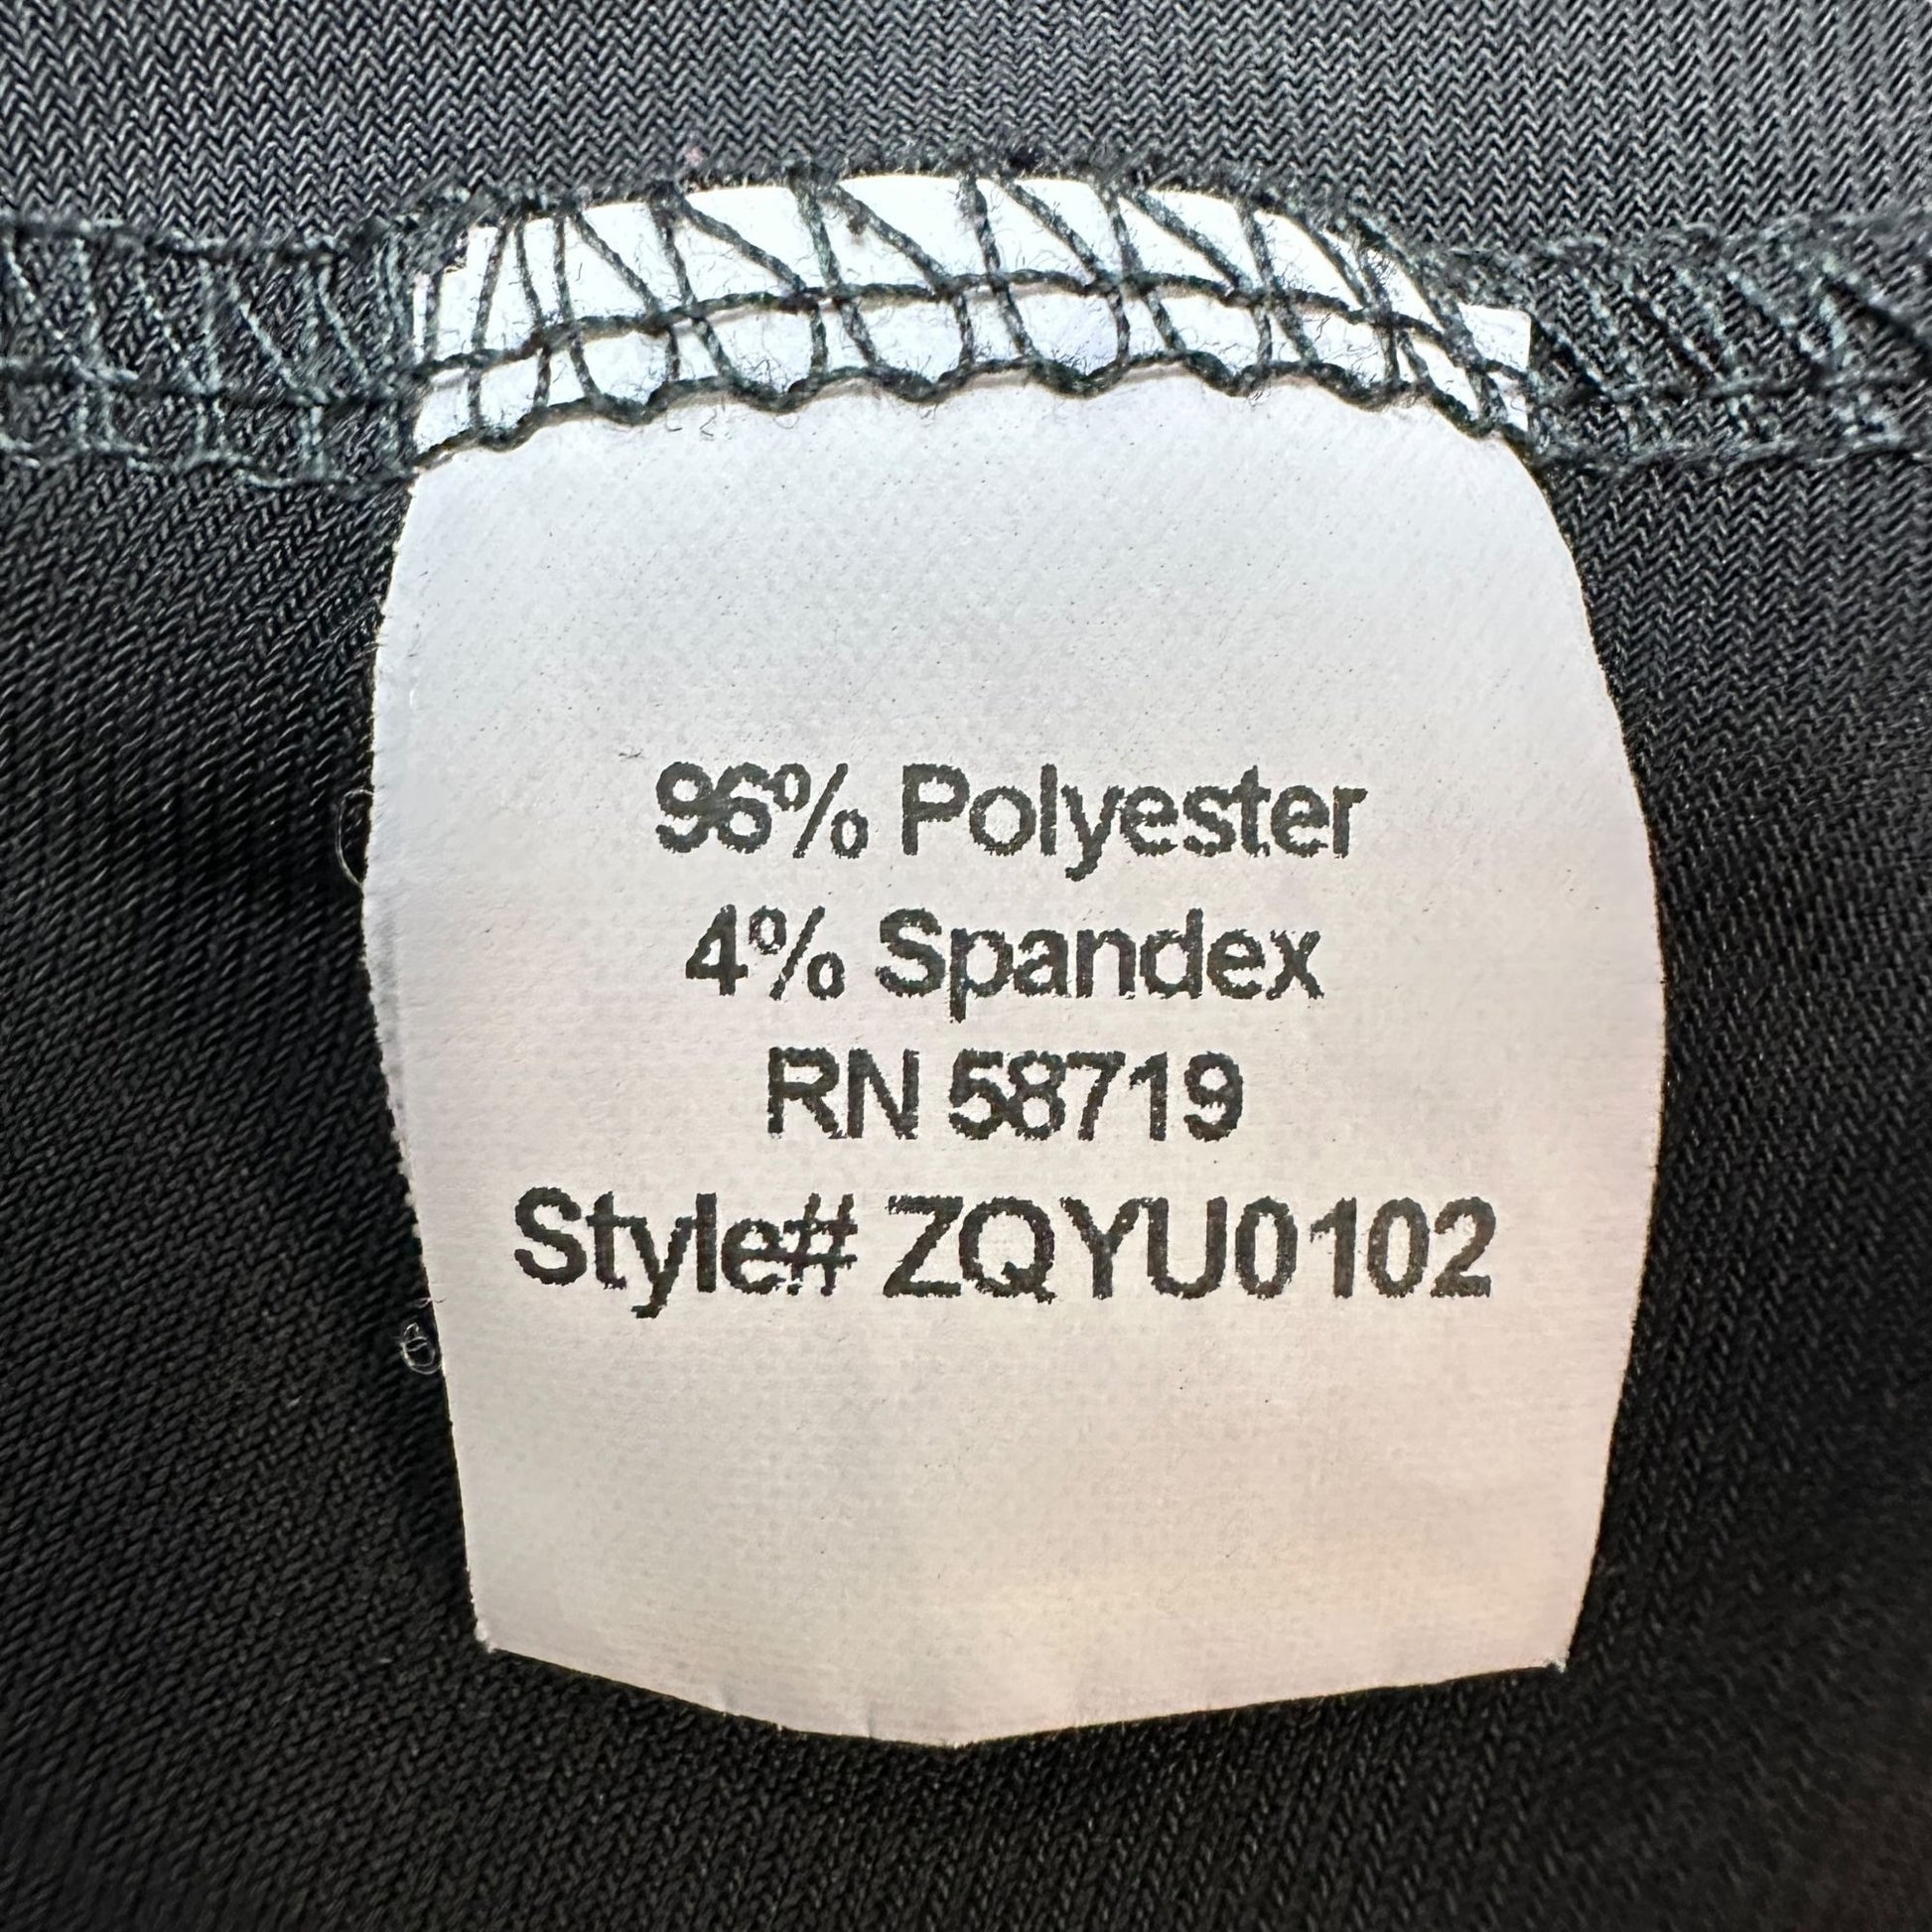 96% Polyester
4% Spandex
RN 58719
Style# ZQYU0102